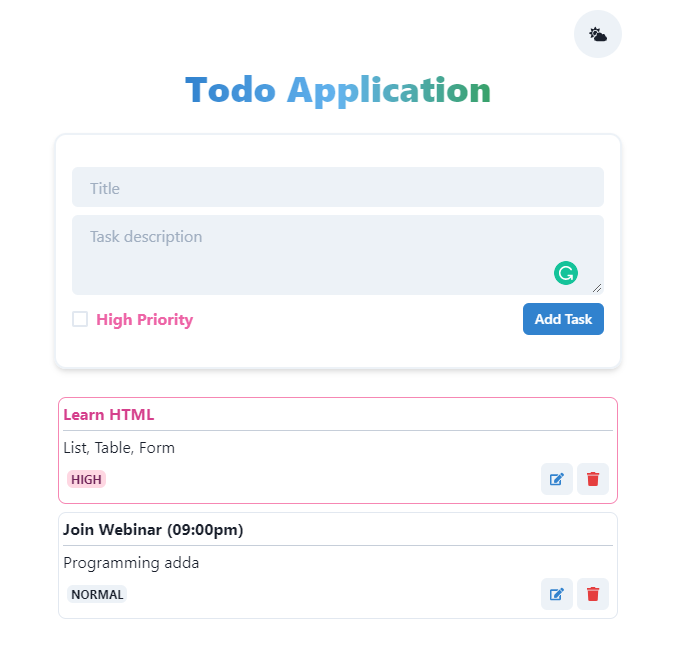 Todo Application
Title
Task description
High Priority
Add Task
Learn HTML
List, Table, Form
HIGH
Join Webinar (09:00pm)
Programming adda
NORMAL